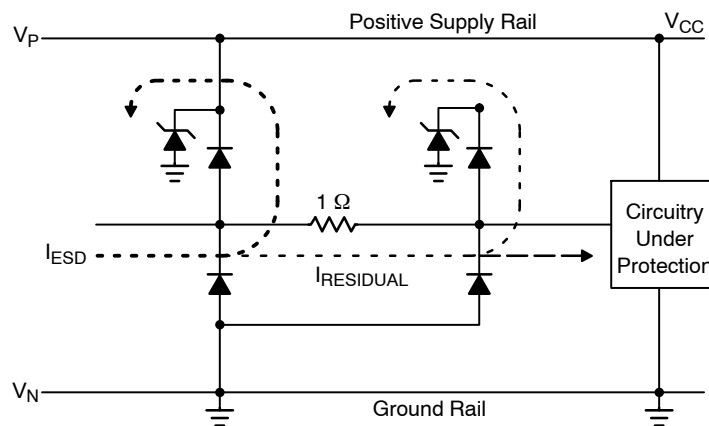 Positive Supply Rail
V_P
V_CC
1 Ω
I_ESD
I_RESIDUAL
Circuitry
Under
Protection
V_N
Ground Rail